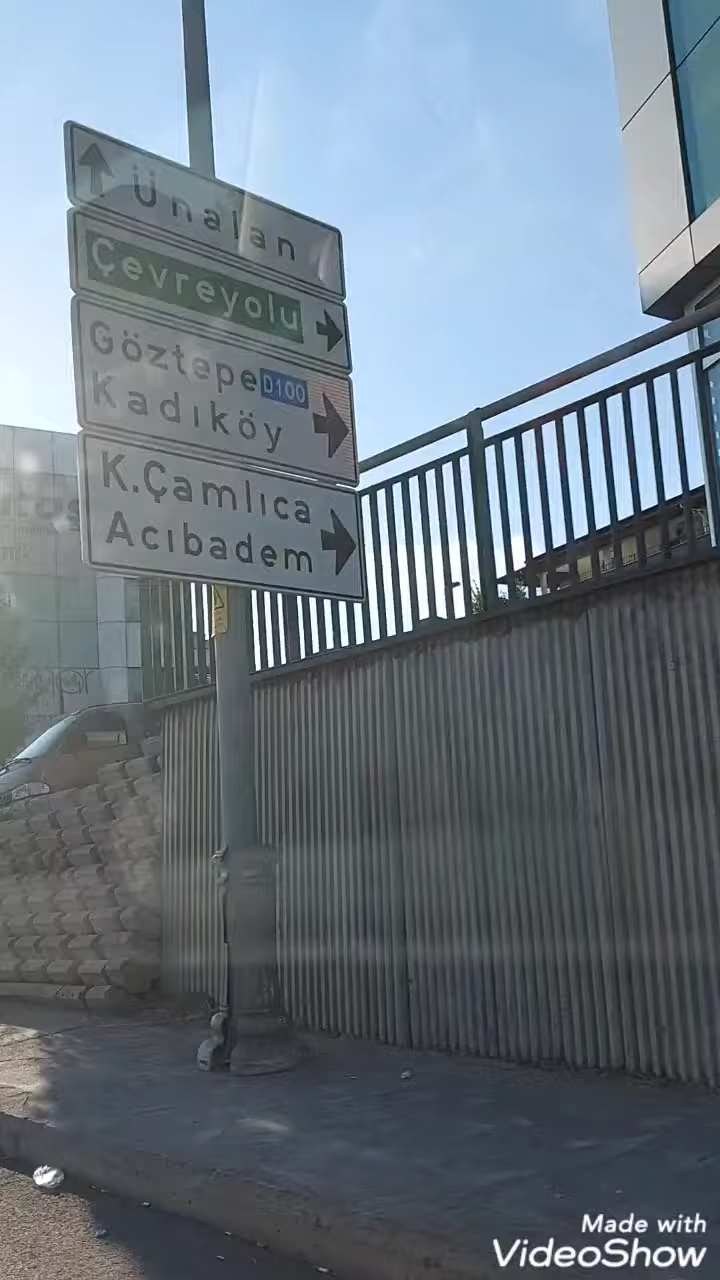 Ünalan
Çevreyolu
Göztepe D100
Kadıköy
K.Çamlıca
Acıbadem
Made with
VideoShow